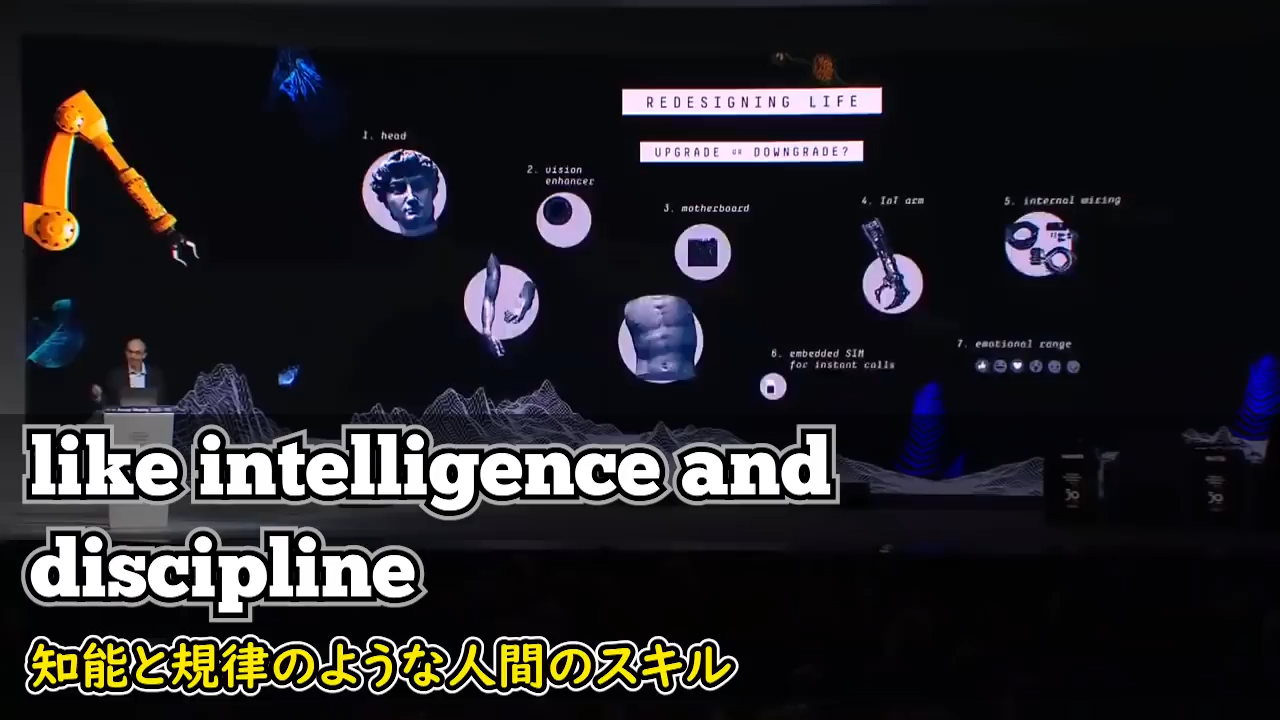 REDESIGNING LIFE
UPGRADE OR DOWNGRADE?
1. head
2. vision
enhancer
3. motherboard
4. IoT arm
5. internal wiring
6. embedded SIM
for instant calls
7. emotional range
like intelligence and
discipline
知能と規律のような人間のスキル